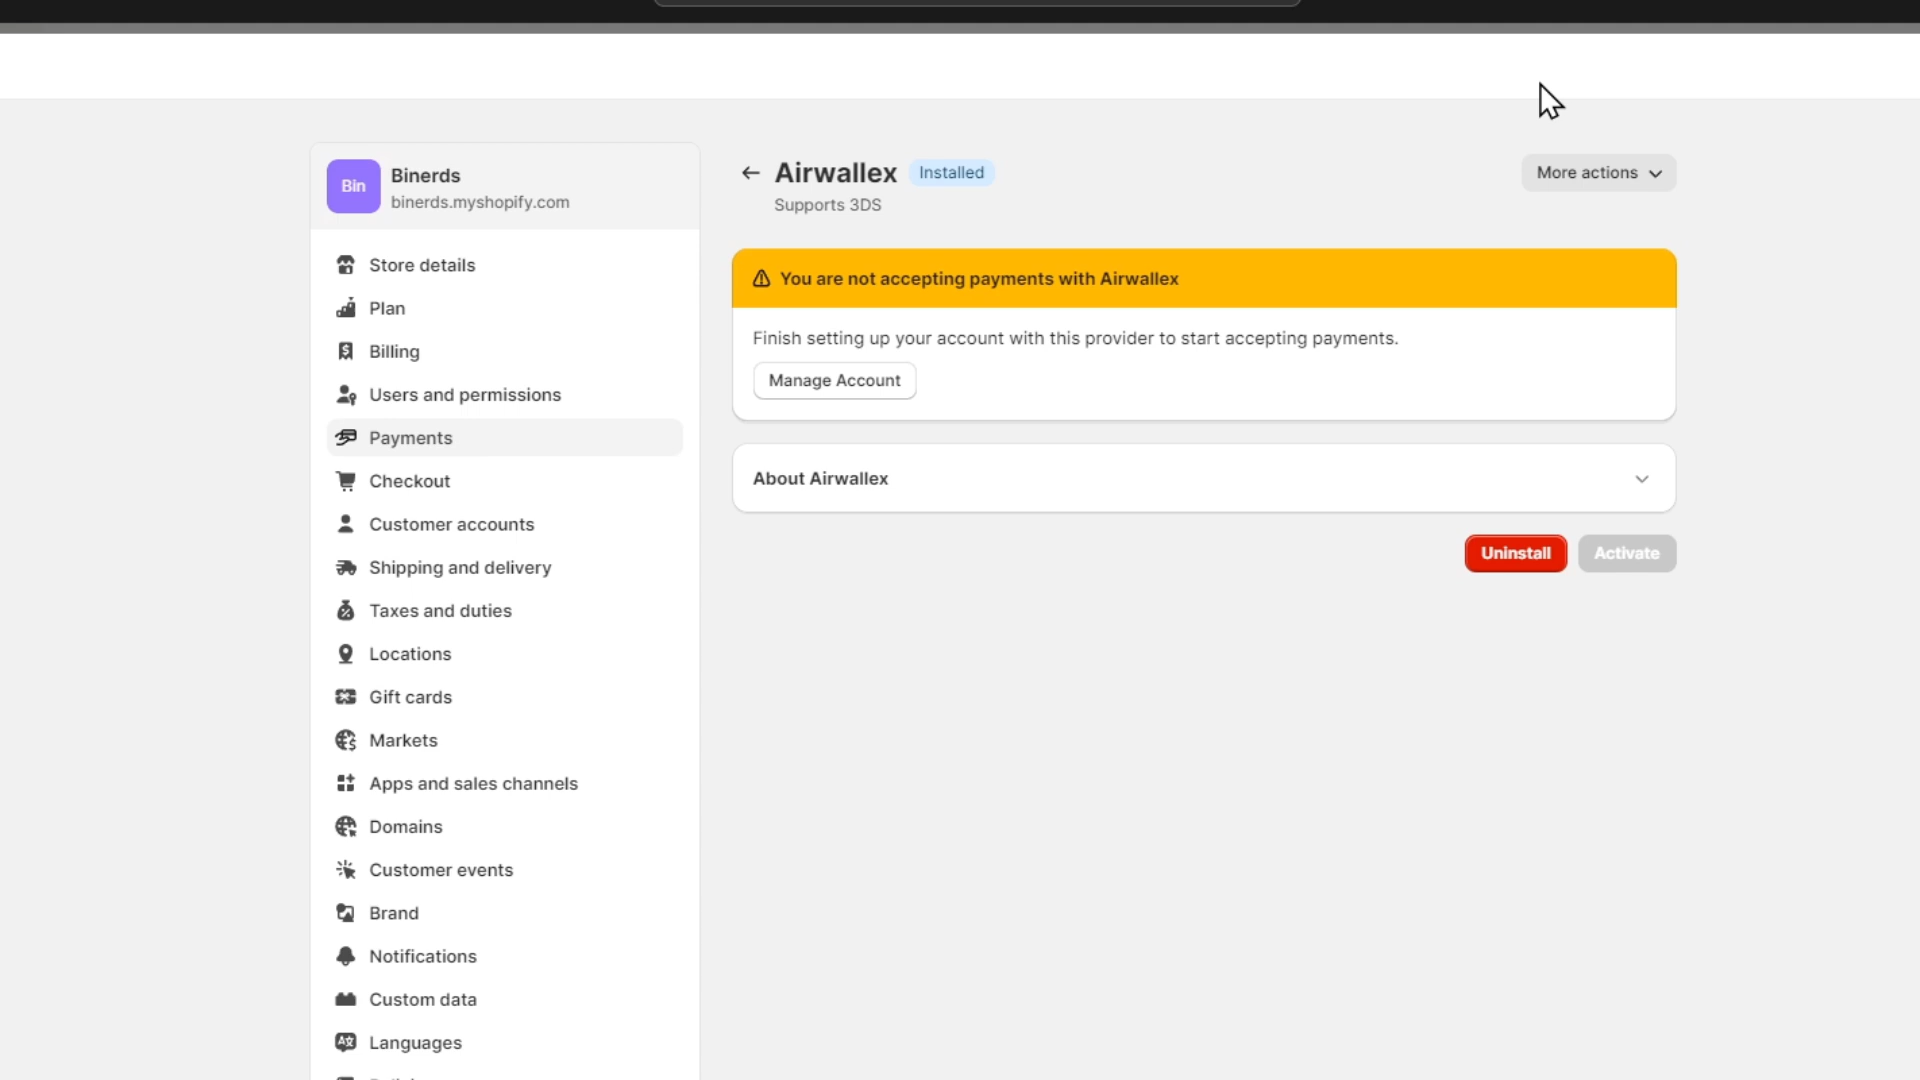 Bin
Binerds
binerds.myshopify.com
Store details
Plan
Billing
Users and permissions
Payments
Checkout
Customer accounts
Shipping and delivery
Taxes and duties
Locations
Gift cards
Markets
Apps and sales channels
Domains
Customer events
Brand
Notifications
Custom data
Languages
Airwallex
Installed
Supports 3DS
More actions
You are not accepting payments with Airwallex
Finish setting up your account with this provider to start accepting payments.
Manage Account
About Airwallex
Uninstall
Activate